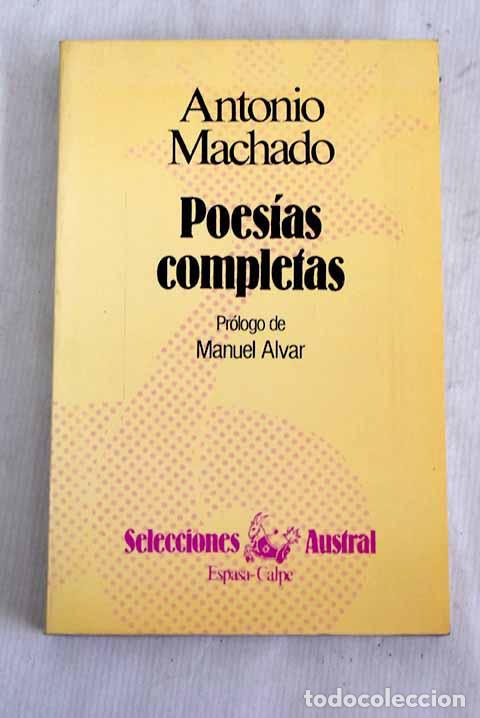 Antonio
Machado
Poesías
completas
Prólogo de
Manuel Alvar
Selecciones Austral
Espasa-Calpe
todocoleccion